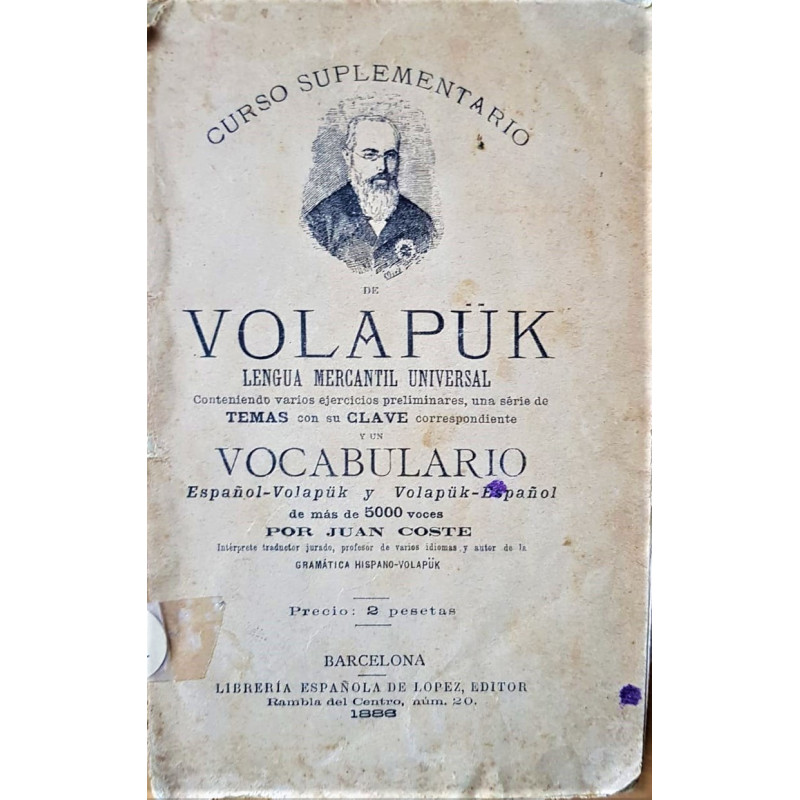 CURSO SUPLEMENTARIO
DE
VOLAPÜK
LENGUA MERCANTIL UNIVERSAL
Conteniendo varios ejercicios preliminares, una série de
TEMAS con su CLAVE correspondiente
Y UN
VOCABULARIO
Español-Volapük y Volapük-Español
de más de 5000 voces
POR JUAN COSTE
Intérprete traductor jurado, profesor de varios idiomas y autor de la
GRAMÁTICA HISPANO-VOLAPÜK
Precio: 2 pesetas
BARCELONA
LIBRERÍA ESPAÑOLA DE LOPEZ, EDITOR
Rambla del Centro, núm. 20.
1888